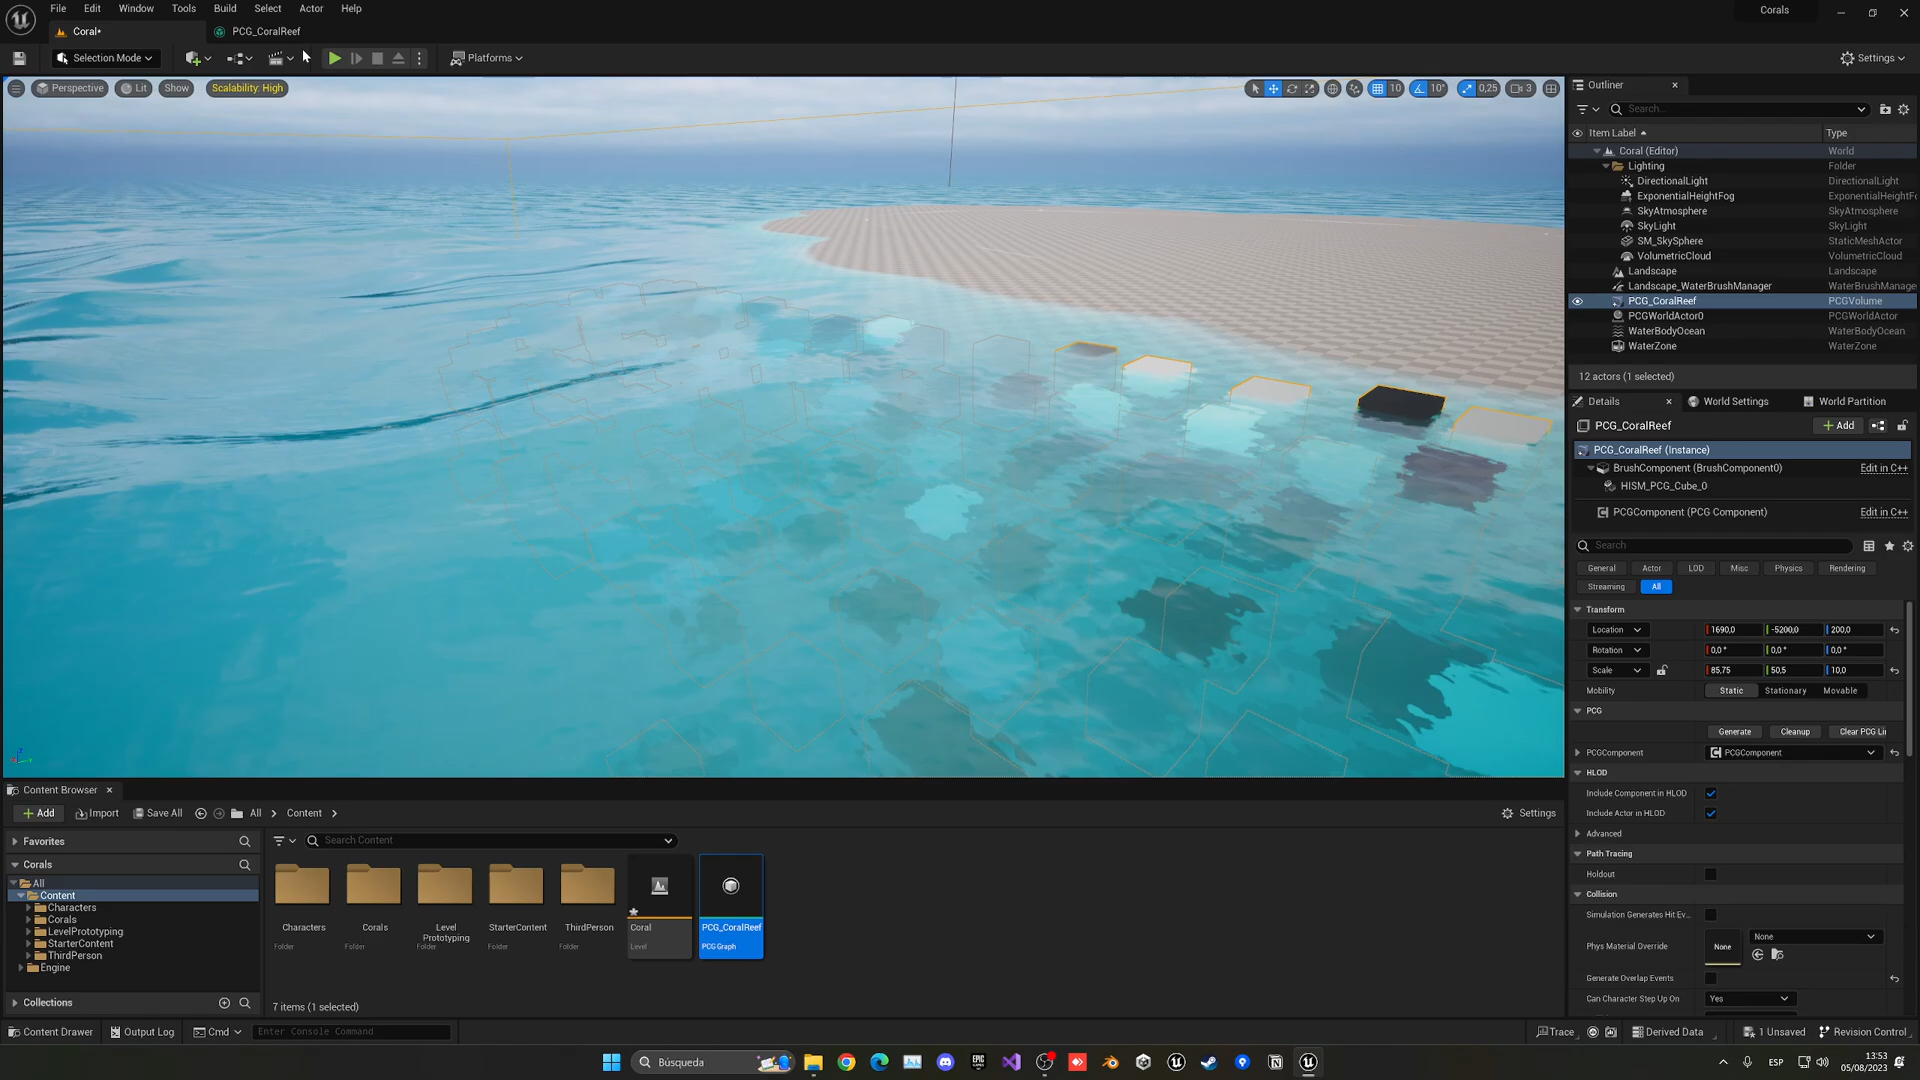 File Edit Window Tools Build Select Actor Help
Corals
Coral•
PCG_CoralReef
Selection Mode
Platforms
Settings
Perspective
Lit
Show
Scalability: High
10
10°
0,25
3
Outliner
Search...
Item Label
Type
Coral (Editor) World
Lighting Folder
DirectionalLight DirectionalLight
ExponentialHeightFog ExponentialHeightFo
SkyAtmosphere SkyAtmosphere
SkyLight SkyLight
SM_SkySphere StaticMeshActor
VolumetricCloud VolumetricCloud
Landscape Landscape
Landscape_WaterBrushManager WaterBrushManage
PCG_CoralReef PCGVolume
PCGWorldActor0 PCGWorldActor
WaterBodyOcean WaterBodyOcean
WaterZone WaterZone
12 actors (1 selected)
Details
World Settings
World Partition
PCG_CoralReef
Add
PCG_CoralReef (Instance)
BrushComponent (BrushComponent0) Edit in C++
HISM_PCG_Cube_0
PCGComponent (PCG Component) Edit in C++
Search
General Actor LOD Misc Physics Rendering
Streaming All
Transform
Location 1690,0 -5200,0 200,0
Rotation 0,0 ° 0,0 ° 0,0 °
Scale 85,75 50,5 10,0
Mobility Static Stationary Movable
PCG
Generate Cleanup Clear PCG Li
PCGComponent PCGComponent
HLOD
Include Component in HLOD
Include Actor in HLOD
Advanced
Path Tracing
Holdout
Collision
Simulation Generates Hit Ev...
Phys Material Override None None
Generate Overlap Events
Can Character Step Up On Yes
Content Browser
Add Import Save All All Content
Settings
Favorites
Corals
All
Content
Characters
Corals
LevelPrototyping
StarterContent
ThirdPerson
Engine
Collections
Search Content
Characters
Folder
Corals
Folder
Level
Prototyping
Folder
StarterContent
Folder
ThirdPerson
Folder
Coral
Level
PCG_CoralReef
PCG Graph
7 items (1 selected)
Content Drawer Output Log Cmd Enter Console Command
Trace Derived Data 1 Unsaved Revision Control
Búsqueda
EPIC
ESP
13:53
05/08/2023